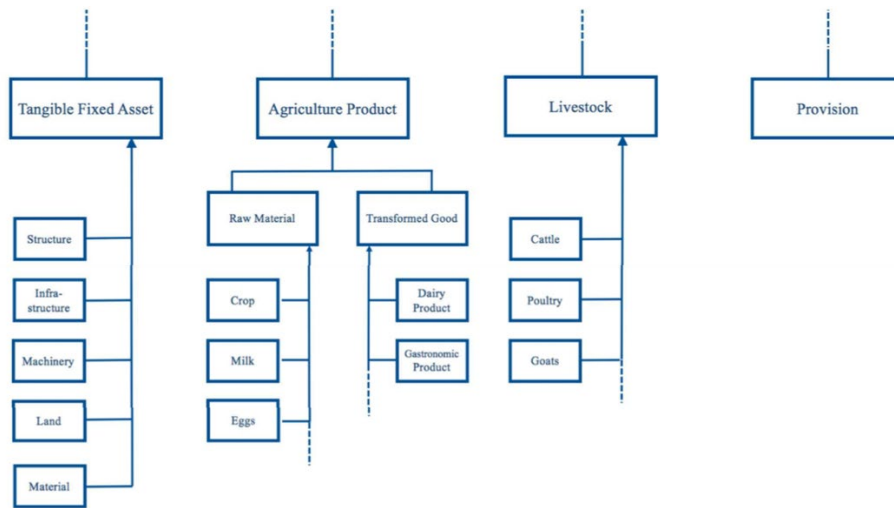 Tangible Fixed Asset
Agriculture Product
Livestock
Provision
Raw Material
Transformed Good
Structure
Infra-
structure
Machinery
Land
Material
Crop
Milk
Eggs
Dairy
Product
Gastronomic
Product
Cattle
Poultry
Goats